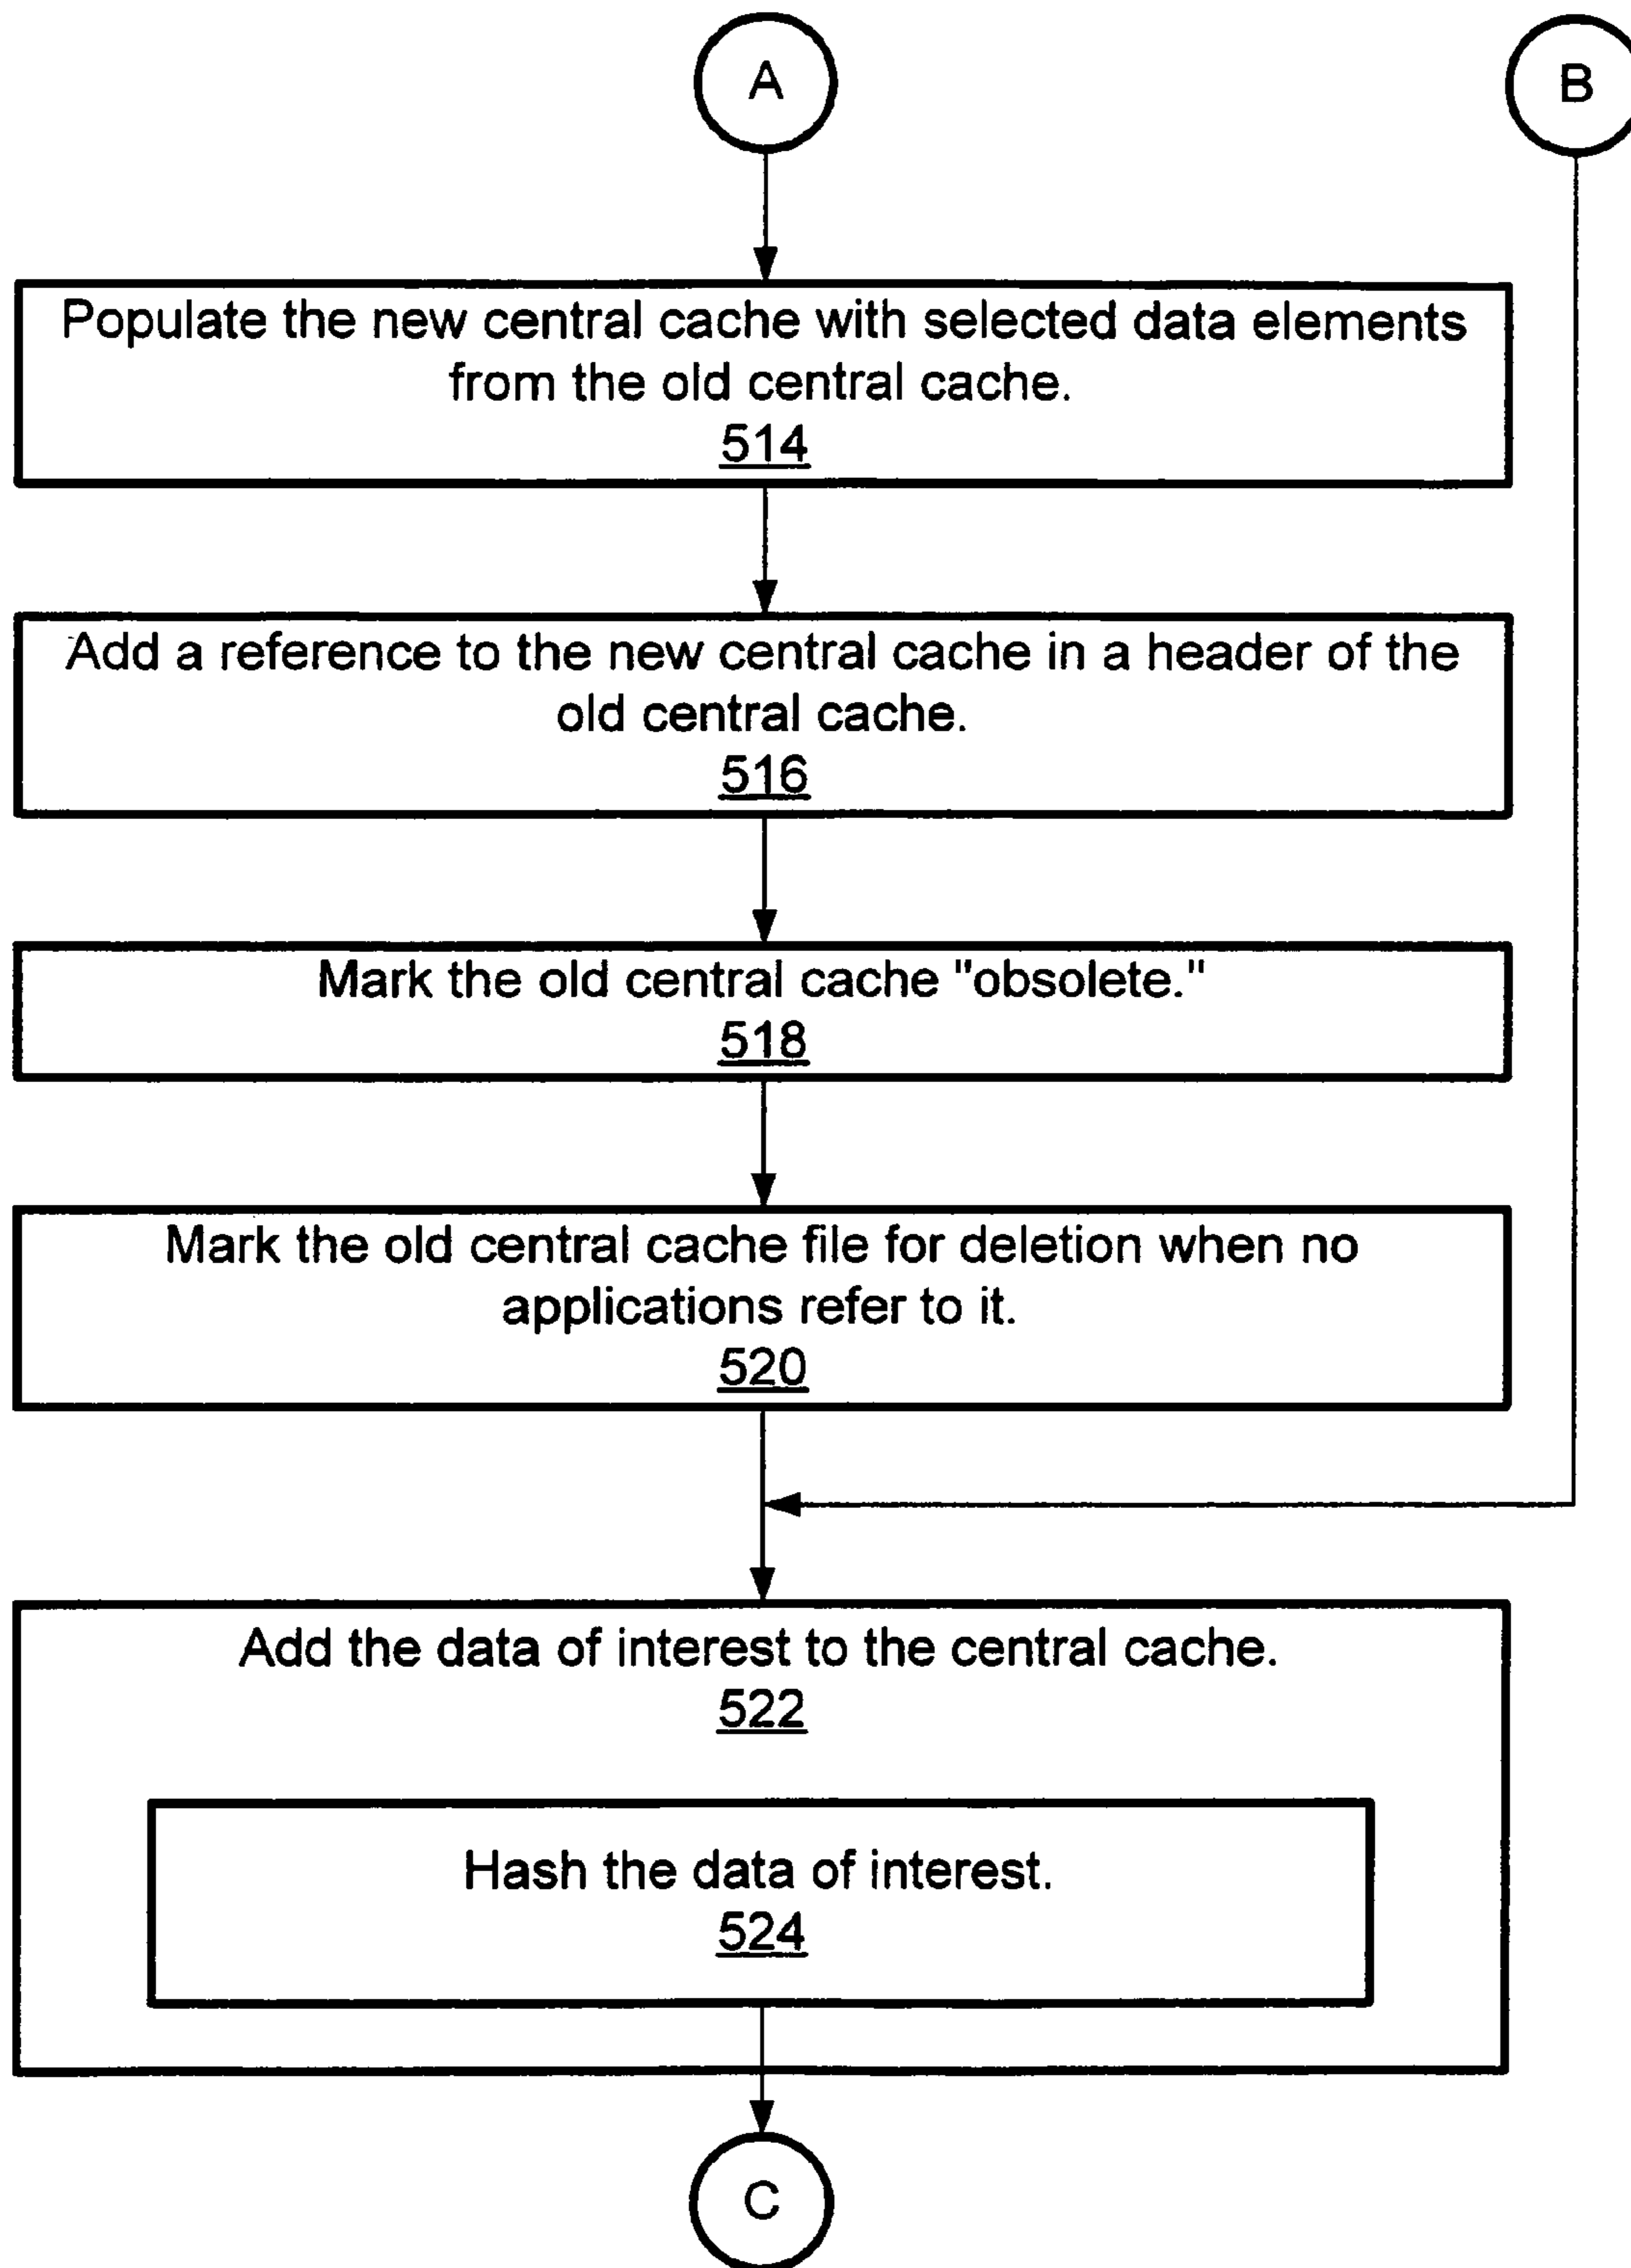 A
B
Populate the new central cache with selected data elements
from the old central cache.
514
Add a reference to the new central cache in a header of the
old central cache.
516
Mark the old central cache "obsolete."
518
Mark the old central cache file for deletion when no
applications refer to it.
520
Add the data of interest to the central cache.
522
Hash the data of interest.
524
C